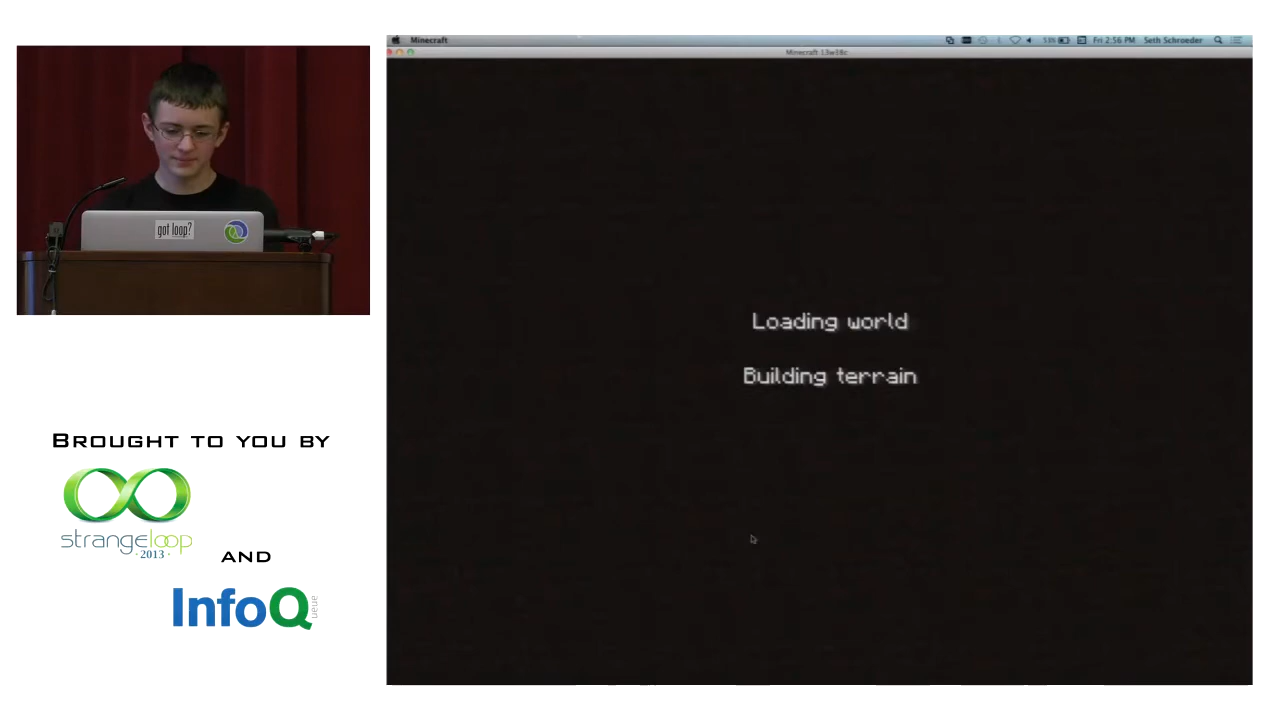 Minecraft
Fri 2:56 PM Seth Schroeder
Minecraft 13w38c
got loop?
Loading world
Building terrain
BROUGHT TO YOU BY
strangeloop
· 2013 ·
AND
InfoQ